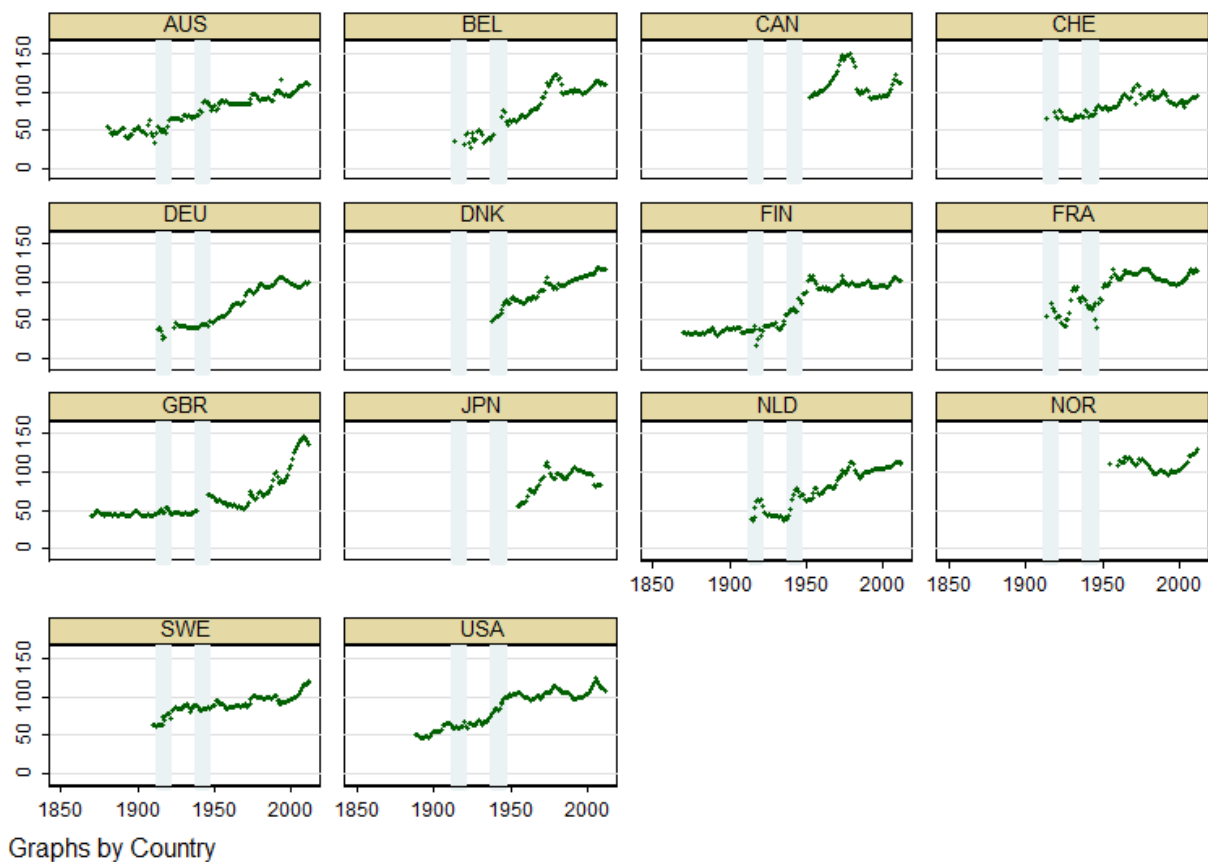 AUS BEL CAN CHE
0 50 100 150
DEU DNK FIN FRA
0 50 100 150
GBR JPN NLD NOR
0 50 100 150
1850 1900 1950 2000 1850 1900 1950 2000
SWE USA
0 50 100 150
1850 1900 1950 2000 1850 1900 1950 2000
Graphs by Country